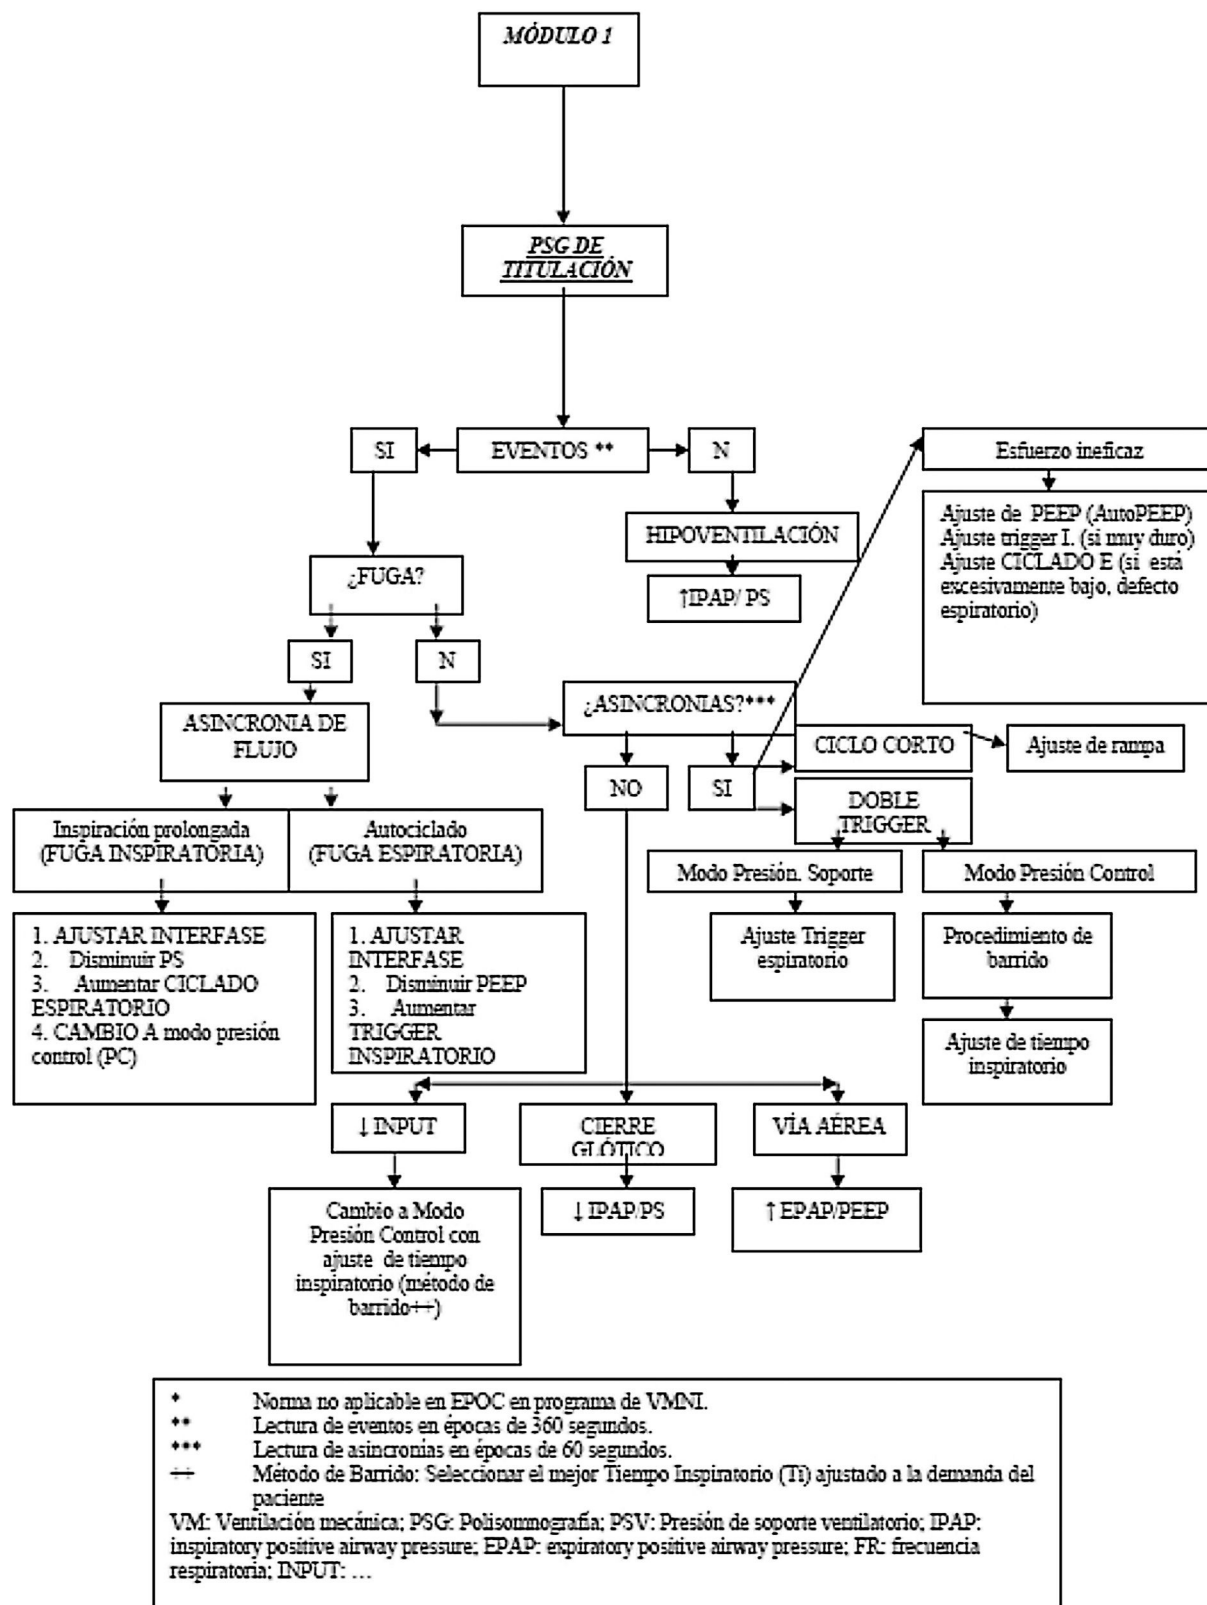 MÓDULO 1
PSG DE
TITULACIÓN
SI
EVENTOS **
N
Esfuerzo ineficaz
Ajuste de PEEP (AutoPEEP)
Ajuste trigger I. (si muy duro)
Ajuste CICLADO E (si está
excesivamente bajo, defecto
espiratorio)
HIPOVENTILACIÓN
↑IPAP/ PS
¿FUGA?
SI
N
¿ASINCRONIAS?***
ASINCRONIA DE
FLUJO
CICLO CORTO
Ajuste de rampa
NO
SI
DOBLE
TRIGGER
Inspiración prolongada
(FUGA INSPIRATORIA)
Autociclado
(FUGA ESPIRATORIA)
Modo Presión. Soporte
Modo Presión Control
1. AJUSTAR INTERFASE
2. Disminuir PS
3. Aumentar CICLADO
ESPIRATORIO
4. CAMBIO A modo presión
control (PC)
1. AJUSTAR
INTERFASE
2. Disminuir PEEP
3. Aumentar
TRIGGER
INSPIRATORIO
Ajuste Trigger
espiratorio
Procedimiento de
barrido
Ajuste de tiempo
inspiratorio
↓ INPUT
CIERRE
GLÓTICO
VÍA AÉREA
Cambio a Modo
Presión Control con
ajuste de tiempo
inspiratorio (método de
barrido++)
↓ IPAP/PS
↑ EPAP/PEEP
* Norma no aplicable en EPOC en programa de VMNI.
** Lectura de eventos en épocas de 360 segundos.
*** Lectura de asincronías en épocas de 60 segundos.
++ Método de Barrido: Seleccionar el mejor Tiempo Inspiratorio (Ti) ajustado a la demanda del
paciente
VM: Ventilación mecánica; PSG: Polisomnografía; PSV: Presión de soporte ventilatorio; IPAP:
inspiratory positive airway pressure; EPAP: expiratory positive airway pressure; FR: frecuencia
respiratoria; INPUT: …